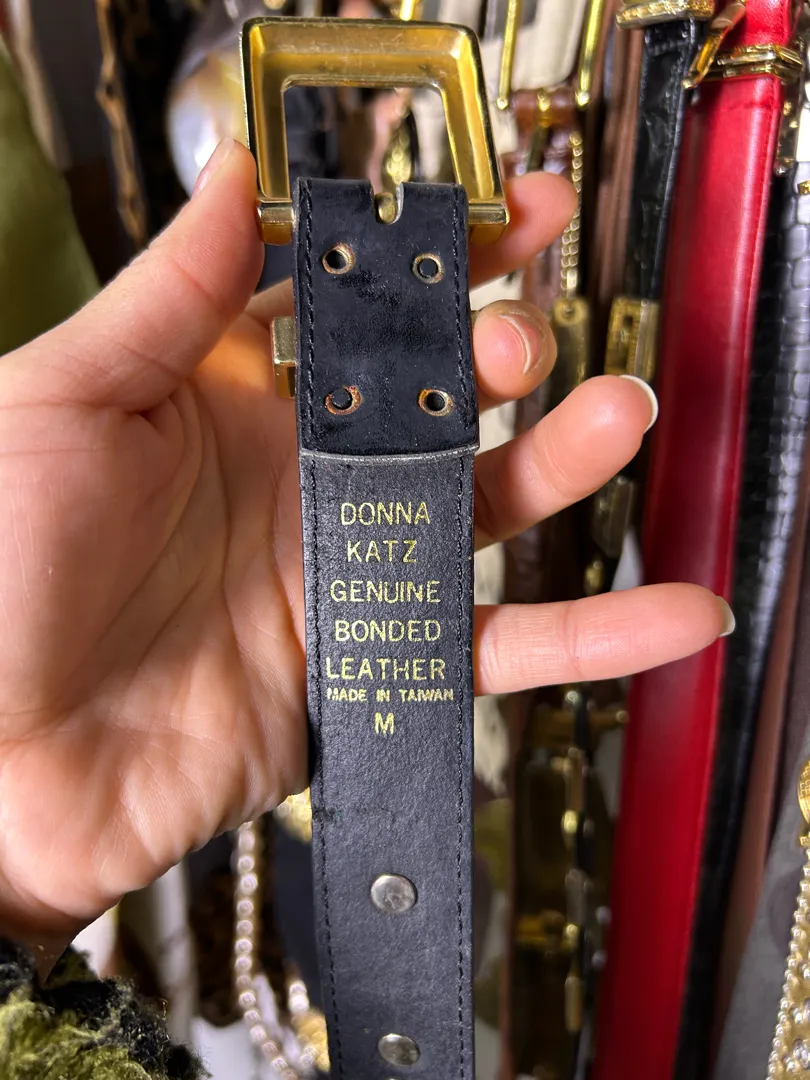 DONNA
KATZ
GENUINE
BONDED
LEATHER
MADE IN TAIWAN
M